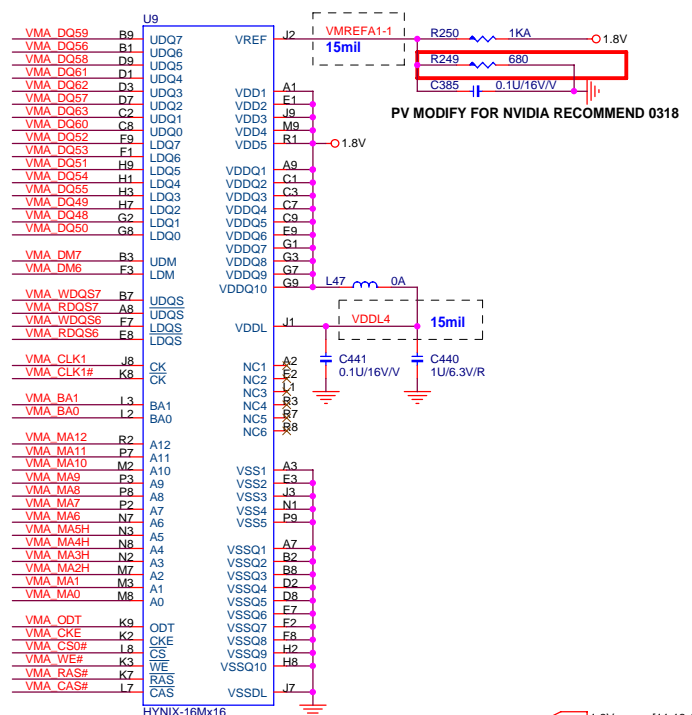 U9
VMA_DQ59 B9 UDQ7 VREF J2 VMREFA1-1 R250 1KA 1.8V
VMA_DQ56 B1 UDQ6 15mil
VMA_DQ58 D9 UDQ5 R249 680
VMA_DQ61 D1 UDQ4
VMA_DQ62 D3 UDQ3 VDD1 A1 C385 0.1U/16V/V
VMA_DQ57 D7 UDQ2 VDD2 E1
VMA_DQ63 C2 UDQ1 VDD3 J9 PV MODIFY FOR NVIDIA RECOMMEND 0318
VMA_DQ60 C8 UDQ0 VDD4 M9
VMA_DQ52 F9 LDQ7 VDD5 R1 1.8V
VMA_DQ53 F1 LDQ6
VMA_DQ51 H9 LDQ5 VDDQ1 A9
VMA_DQ54 H1 LDQ4 VDDQ2 C1
VMA_DQ55 H3 LDQ3 VDDQ3 C3
VMA_DQ49 H7 LDQ2 VDDQ4 C7
VMA_DQ48 G2 LDQ1 VDDQ5 C9
VMA_DQ50 G8 LDQ0 VDDQ6 E9
VDDQ7 G1
VMA_DM7 B3 UDM VDDQ8 G3
VMA_DM6 F3 LDM VDDQ9 G7
VDDQ10 G9 L47 0A
VMA_WDQS7 B7 UDQS
VMA_RDQS7 A8 UDQS
VMA_WDQS6 F7 LDQS VDDL J1 VDDL4 15mil
VMA_RDQS6 E8 LDQS
VMA_CLK1 J8 CK NC1 A2 C441 C440
VMA_CLK1# K8 CK NC2 E2 0.1U/16V/V 1U/6.3V/R
NC3 L1
VMA_BA1 L3 BA1 NC4 R3
VMA_BA0 L2 BA0 NC5 R7
NC6 R8
VMA_MA12 R2 A12
VMA_MA11 P7 A11
VMA_MA10 M2 A10 VSS1 A3
VMA_MA9 P3 A9 VSS2 E3
VMA_MA8 P8 A8 VSS3 J3
VMA_MA7 P2 A7 VSS4 N1
VMA_MA6 N7 A6 VSS5 P9
VMA_MA5H N3 A5
VMA_MA4H N8 A4 VSSQ1 A7
VMA_MA3H N2 A3 VSSQ2 B2
VMA_MA2H M7 A2 VSSQ3 B8
VMA_MA1 M3 A1 VSSQ4 D2
VMA_MA0 M8 A0 VSSQ5 D8
VSSQ6 E7
VMA_ODT K9 ODT VSSQ7 F2
VMA_CKE K2 CKE VSSQ8 F8
VMA_CS0# L8 CS VSSQ9 H2
VMA_WE# K3 WE VSSQ10 H8
VMA_RAS# K7 RAS
VMA_CAS# L7 CAS VSSDL J7
HYNIX-16Mx16